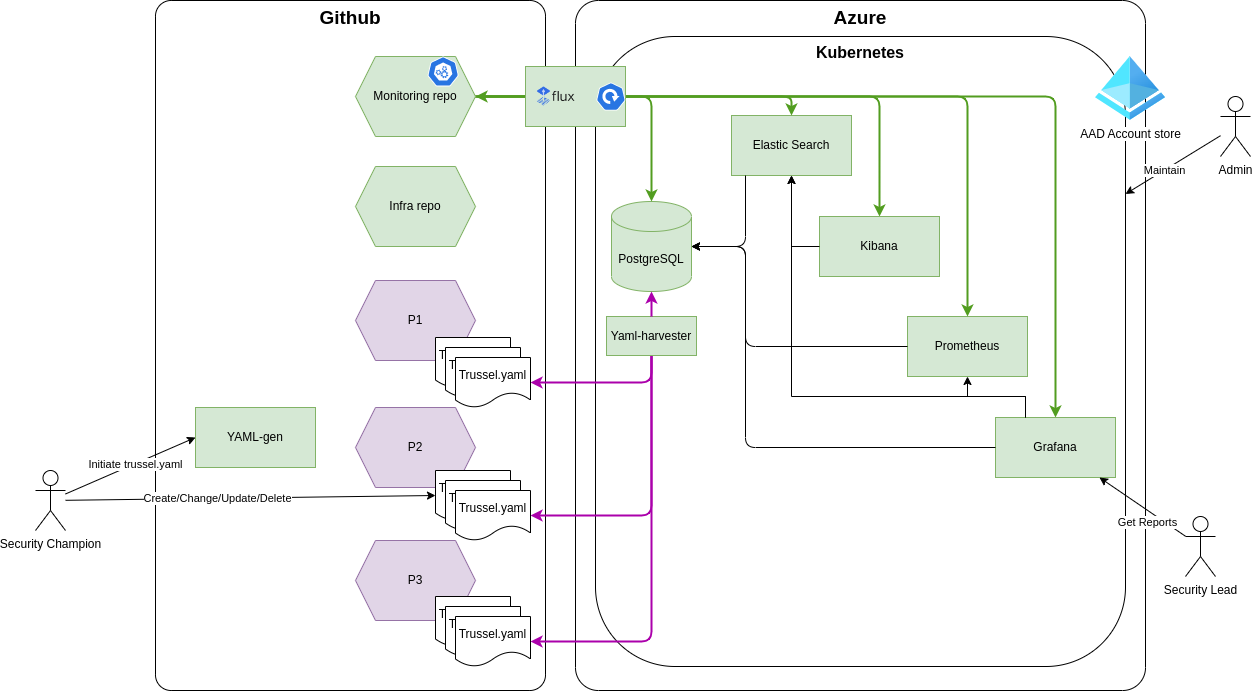 Github
Azure
Kubernetes
Monitoring repo
flux
AAD Account store
Elastic Search
Maintain
Admin
Infra repo
PostgreSQL
Kibana
P1
T
T
Trussel.yaml
Yaml-harvester
Prometheus
YAML-gen
P2
Grafana
Initiate trussel.yaml
Create/Change/Update/Delete
T
T
Trussel.yaml
Get Reports
Security Champion
P3
Security Lead
T
T
Trussel.yaml